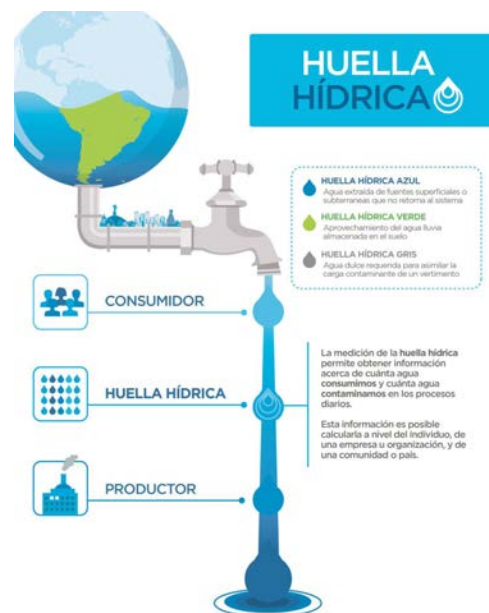 HUELLA
HÍDRICA
HUELLA HÍDRICA AZUL
Agua extraída de fuentes superficiales o
subterraneas que no retorna al sistema
HUELLA HÍDRICA VERDE
Aprovechamiento del agua lluvia
almacenada en el suelo
HUELLA HÍDRICA GRIS
Agua dulce requerida para asimilar la
carga contaminante de un vertimento
CONSUMIDOR
HUELLA HÍDRICA
PRODUCTOR
La medición de la huella hídrica
permite obtener información
acerca de cuánta agua
consumimos y cuánta agua
contaminamos en los procesos
diarios.
Esta información es posible
calcularla a nivel del individuo, de
una empresa u organización, y de
una comunidad o país.